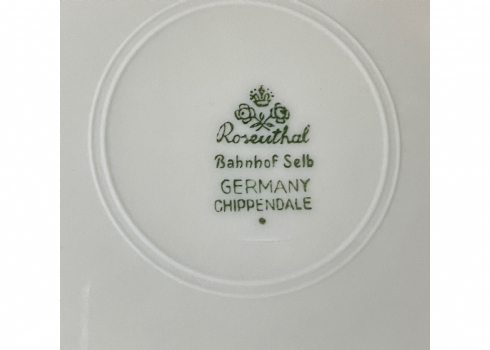 Rosenthal
Bahnhof Selb
GERMANY
CHIPPENDALE